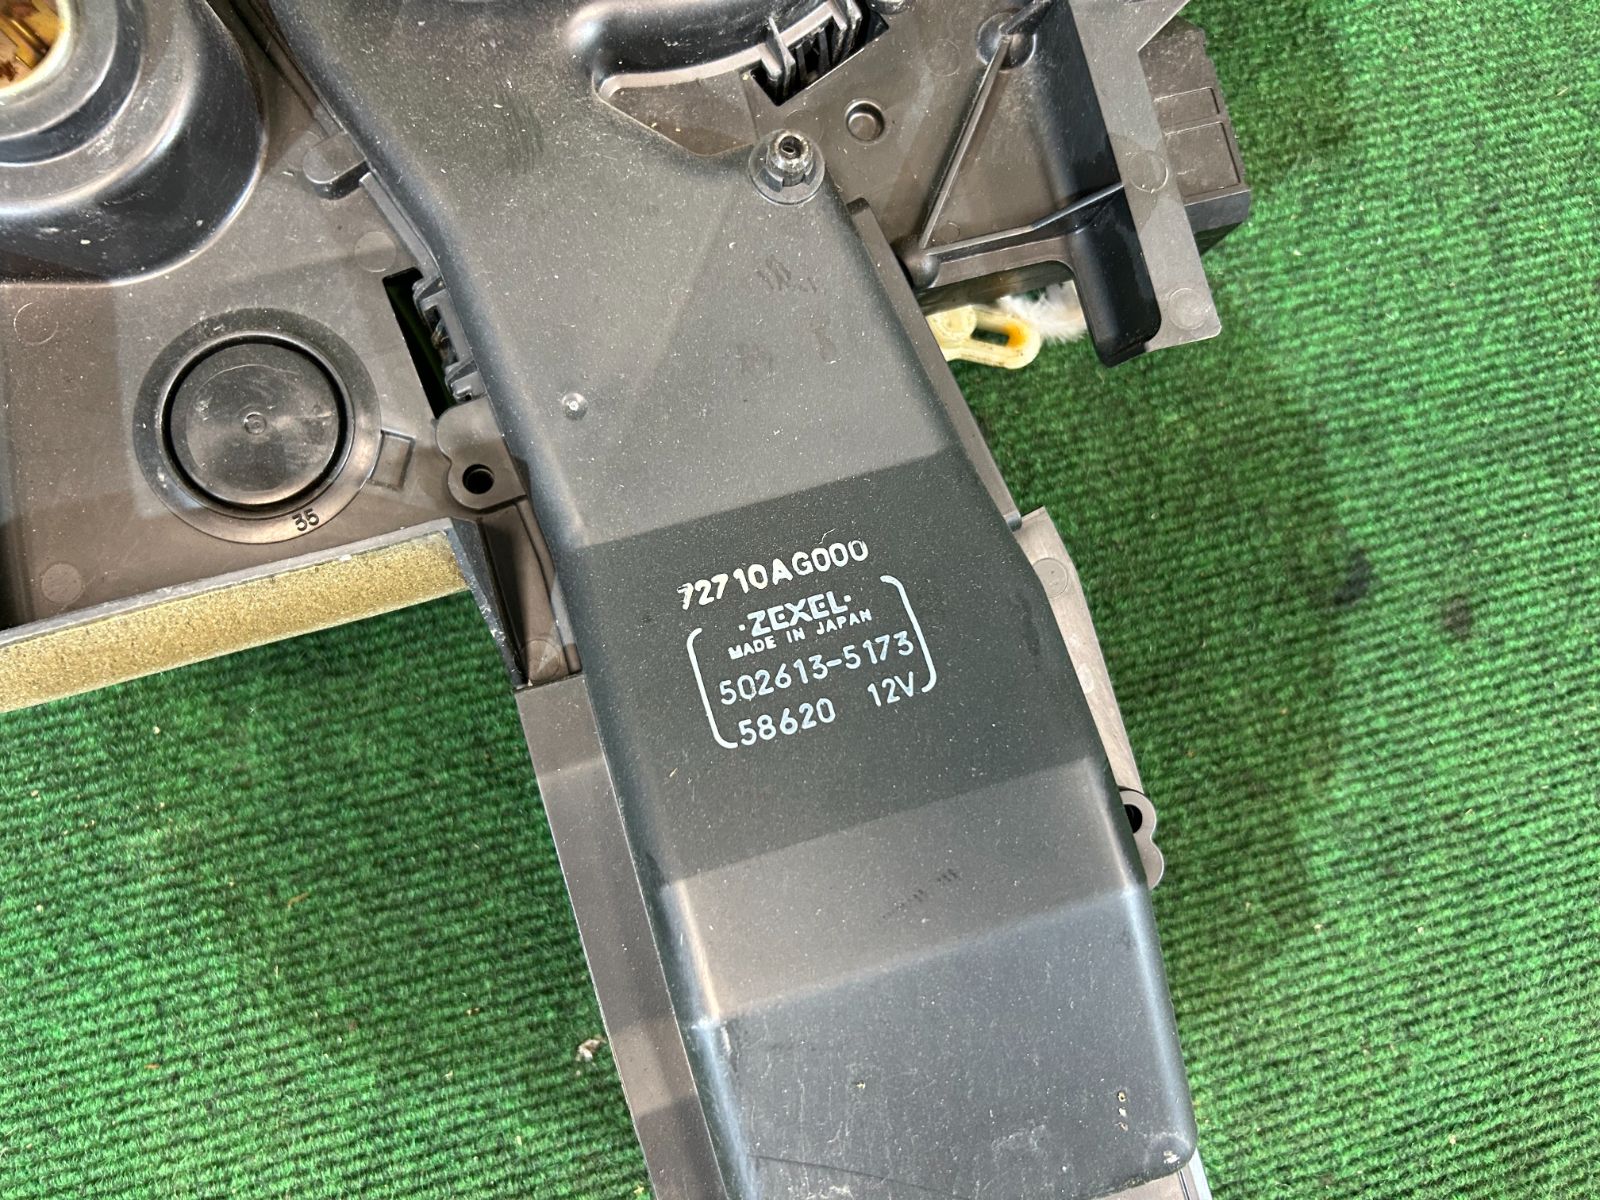 35
72710AG000
·ZEXEL·
MADE IN JAPAN
502613-5173
58620 12V